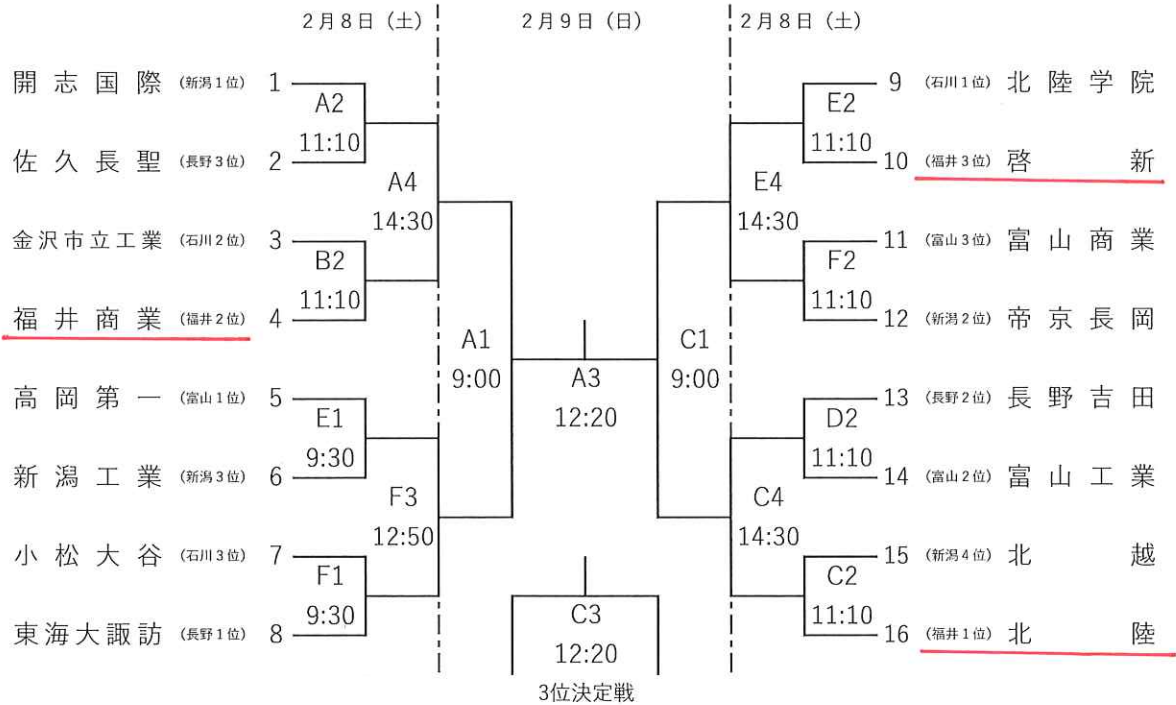 2月8日（土） 2月9日（日） 2月8日（土）
開志国際 （新潟1位） 1
佐久長聖 （長野3位） 2
金沢市立工業 （石川2位） 3
福井商業 （福井2位） 4
高岡第一 （富山1位） 5
新潟工業 （新潟3位） 6
小松大谷 （石川3位） 7
東海大諏訪 （長野1位） 8
A2
11:10
B2
11:10
E1
9:30
F1
9:30
A4
14:30
F3
12:50
A1
9:00
A3
12:20
C3
12:20
3位決定戦
C1
9:00
E4
14:30
C4
14:30
E2
11:10
F2
11:10
D2
11:10
C2
11:10
9 （石川1位） 北陸学院
10 （福井3位） 啓新
11 （富山3位） 富山商業
12 （新潟2位） 帝京長岡
13 （長野2位） 長野吉田
14 （富山2位） 富山工業
15 （新潟4位） 北越
16 （福井1位） 北陸